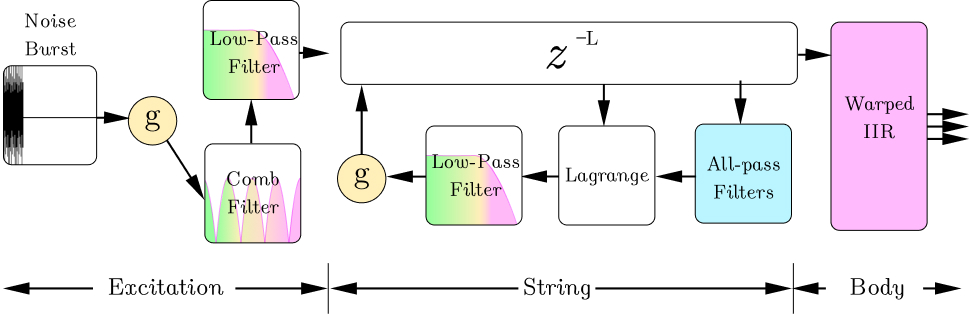 Noise
Burst
g
Low-Pass
Filter
Comb
Filter
z^–L
g
Low-Pass
Filter
Lagrange
All-pass
Filters
Warped
IIR
Excitation
String
Body